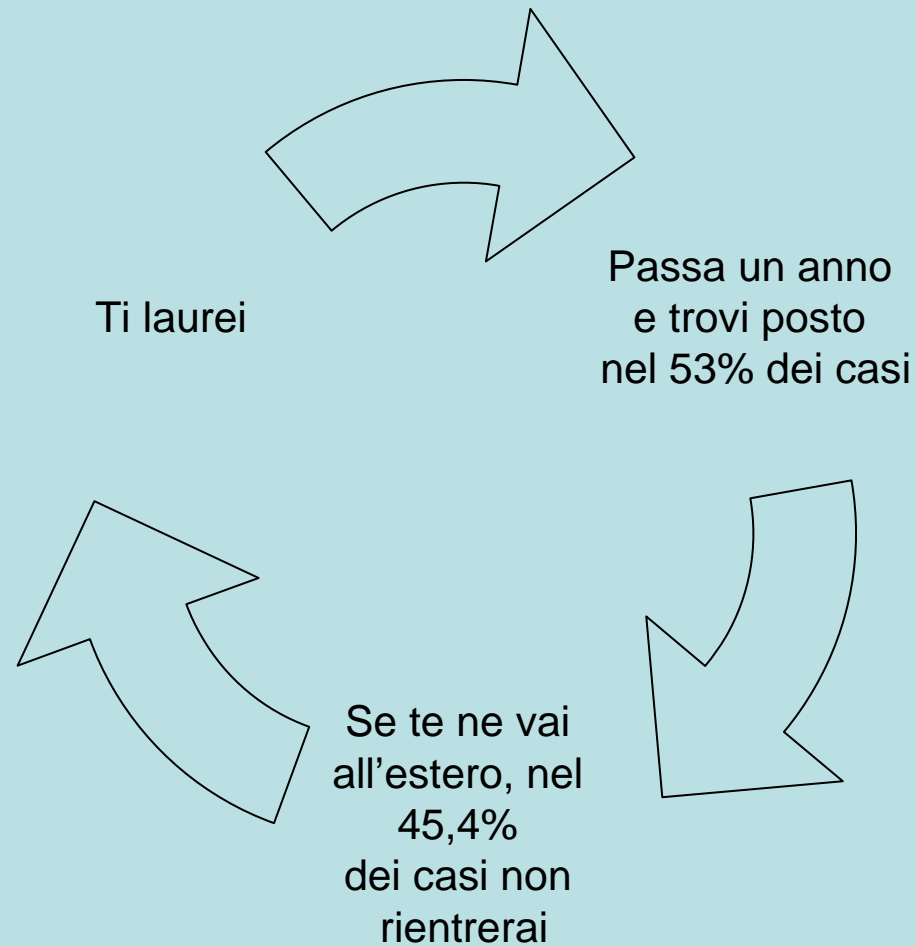 Ti laurei
Passa un anno
e trovi posto
nel 53% dei casi
Se te ne vai
all’estero, nel
45,4%
dei casi non
rientrerai